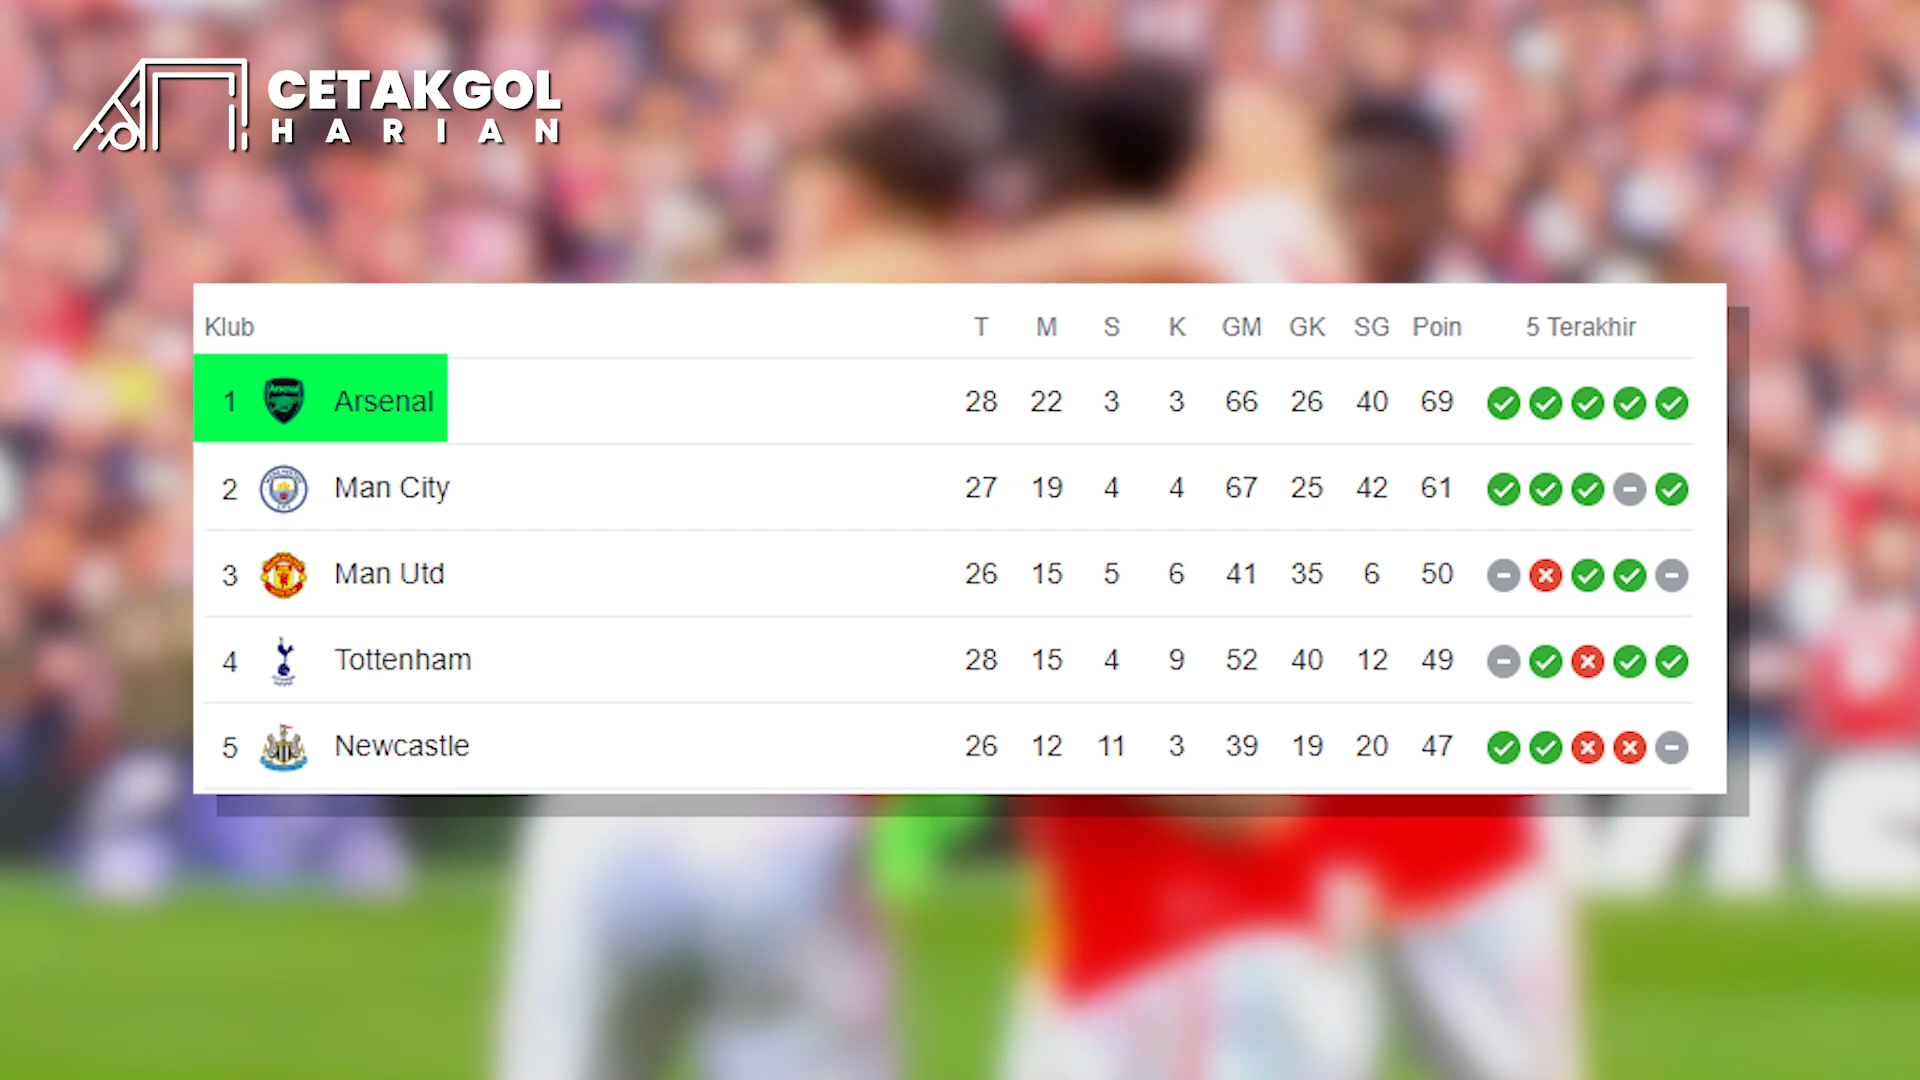 CETAKGOL
HARIAN
Klub T M S K GM GK SG Poin 5 Terakhir
1 Arsenal 28 22 3 3 66 26 40 69
2 Man City 27 19 4 4 67 25 42 61
3 Man Utd 26 15 5 6 41 35 6 50
4 Tottenham 28 15 4 9 52 40 12 49
5 Newcastle 26 12 11 3 39 19 20 47